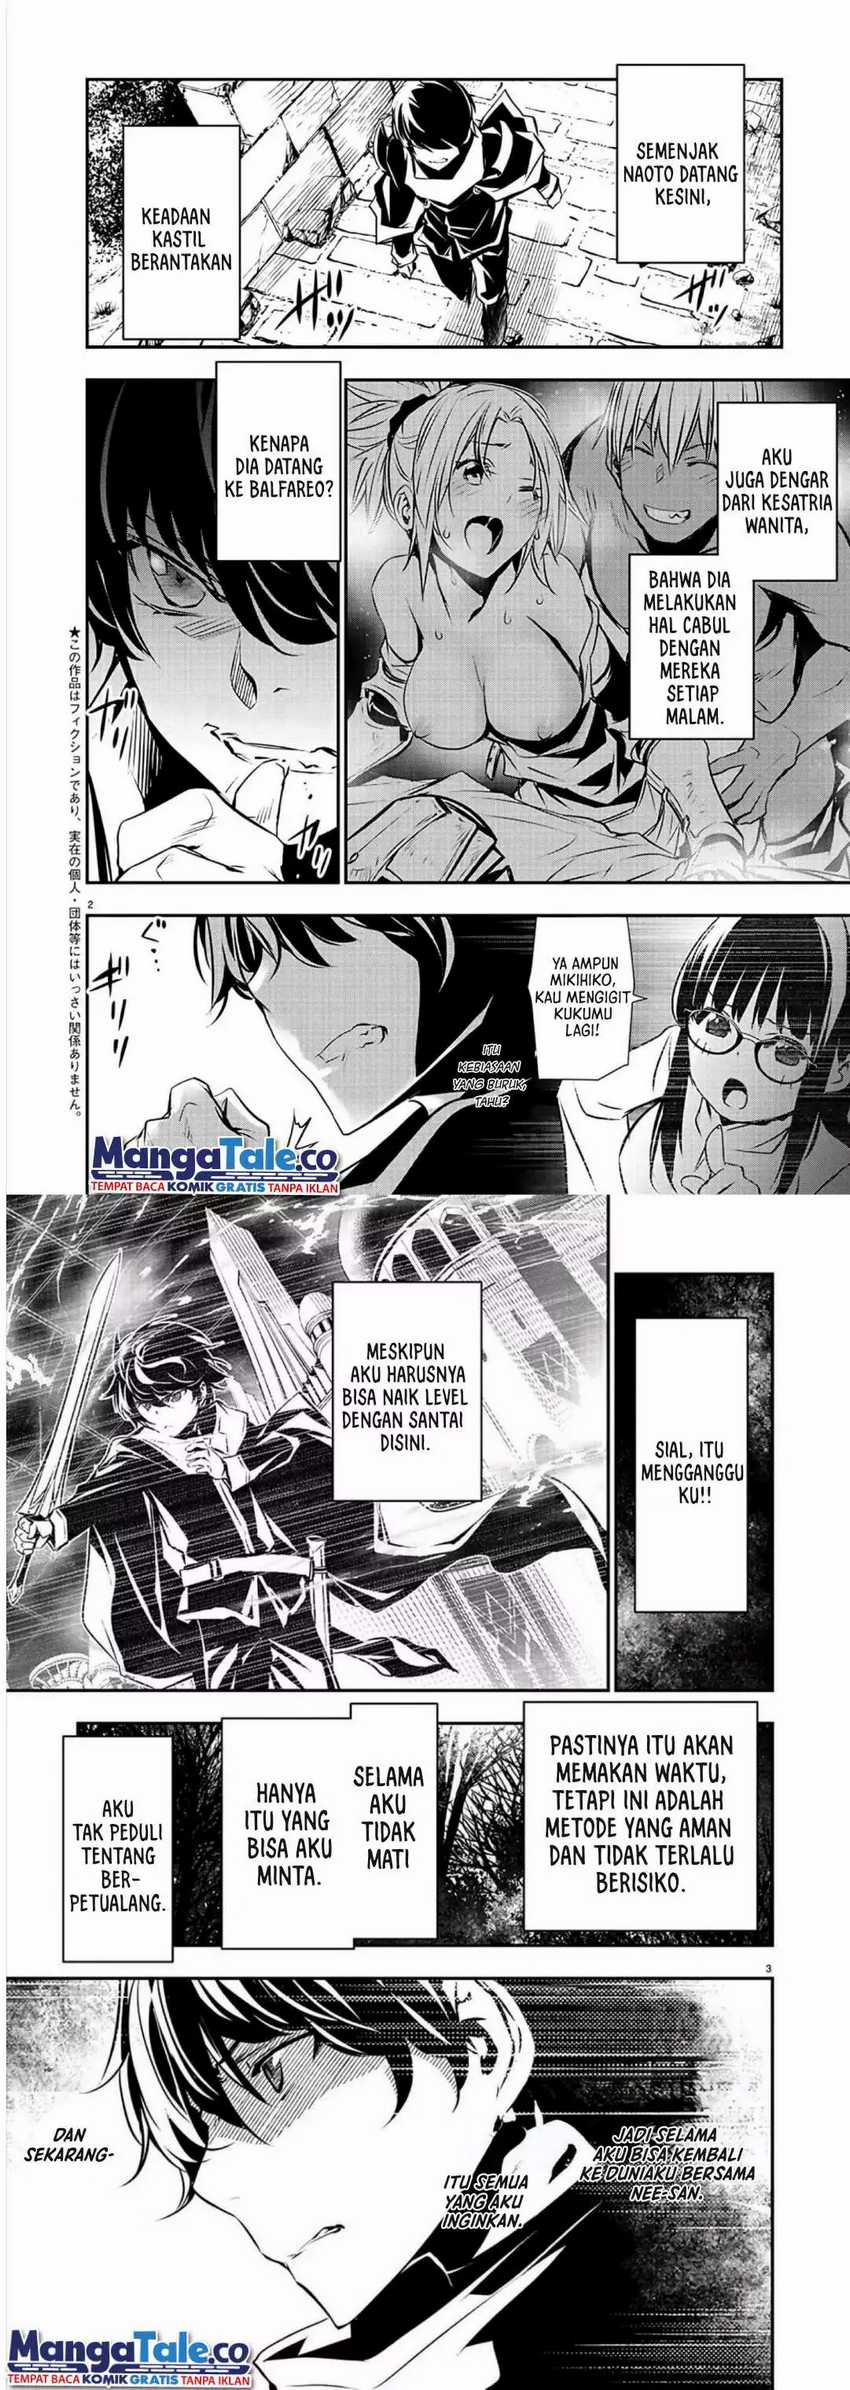 SEMENJAK
NAOTO DATANG
KESINI,
KEADAAN
KASTIL
BERANTAKAN
AKU
JUGA DENGAR
DARI KESATRIA
WANITA,
BAHWA DIA
MELAKUKAN
HAL CABUL
DENGAN
MEREKA
SETIAP
MALAM.
KENAPA
DIA DATANG
KE BALFAREO?
★この作品はフィクションであり、実在の個人・団体等にはいっさい関係ありません。
2
YA AMPUN
MIKIHIKO,
KAU MENGIGIT
KUKUMU
LAGI!
ITU
KEBIASAAN
YANG BURUK,
TAHU?
MangaTale.co
TEMPAT BACA KOMIK GRATIS TANPA IKLAN
SIAL, ITU
MENGGANGGU
KU!!
MESKIPUN
AKU HARUSNYA
BISA NAIK LEVEL
DENGAN SANTAI
DISINI.
PASTINYA ITU AKAN
MEMAKAN WAKTU,
TETAPI INI ADALAH
METODE YANG AMAN
DAN TIDAK TERLALU
BERISIKO.
SELAMA
AKU
TIDAK
MATI
HANYA
ITU YANG
BISA AKU
MINTA.
AKU
TAK PEDULI
TENTANG
BER-
PETUALANG.
3
JADI SELAMA
AKU BISA KEMBALI
KE DUNIAKU BERSAMA
NEE-SAN.
ITU SEMUA
YANG AKU
INGINKAN.
DAN
SEKARANG-
MangaTale.co
TEMPAT BACA KOMIK GRATIS TANPA IKLAN